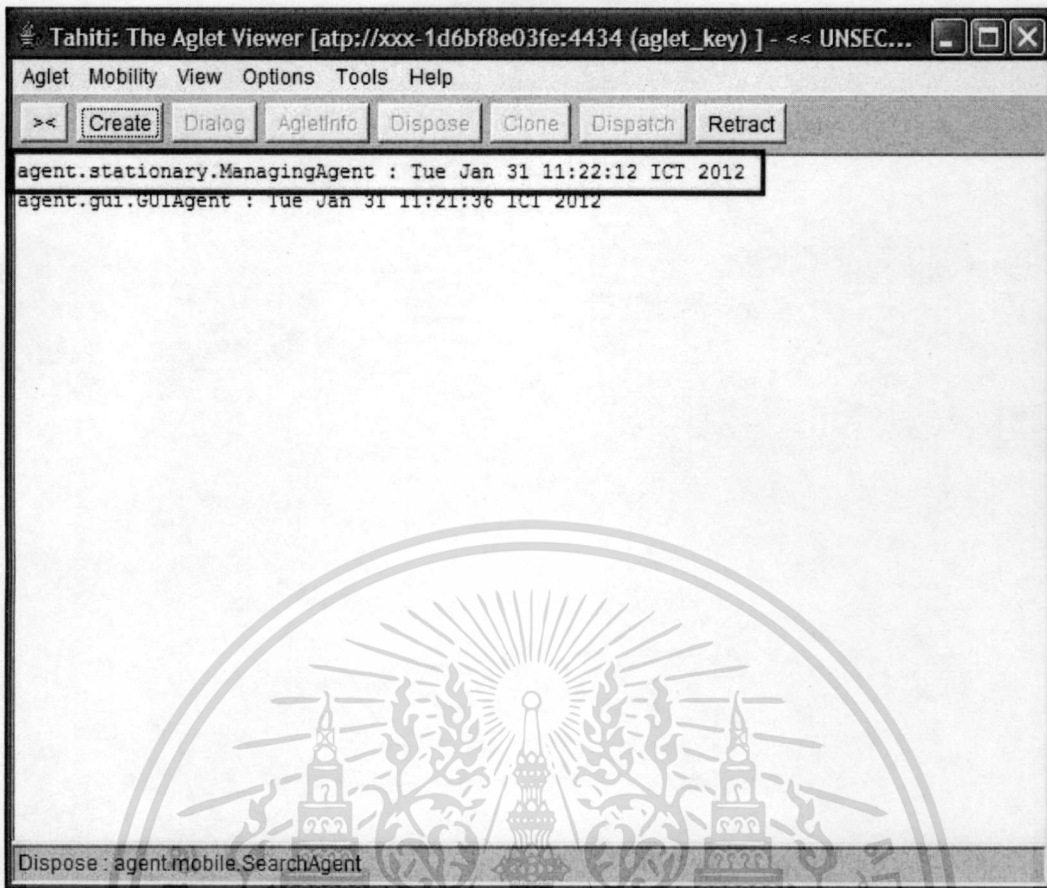 Tahiti: The Aglet Viewer [atp://xxx-1d6bf8e03fe:4434 (aglet_key) ] - << UNSEC...
Aglet Mobility View Options Tools Help
>< Create Dialog AgletInfo Dispose Clone Dispatch Retract
agent.stationary.ManagingAgent : Tue Jan 31 11:22:12 ICT 2012
agent.gui.GUIAgent : Tue Jan 31 11:21:36 ICT 2012
Dispose : agent.mobile.SearchAgent